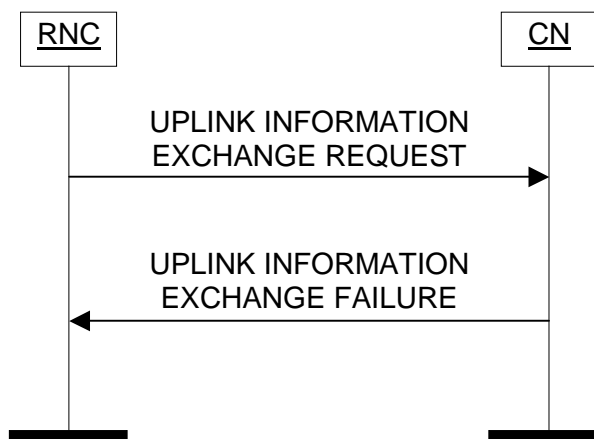 RNC
CN
UPLINK INFORMATION
EXCHANGE REQUEST
UPLINK INFORMATION
EXCHANGE FAILURE